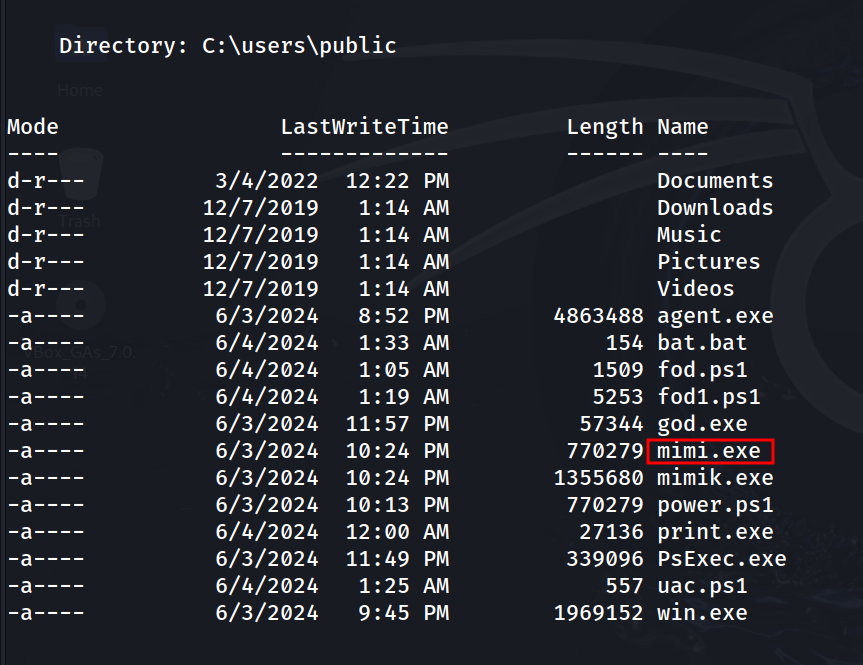 Directory: C:\users\public
Home
Mode LastWriteTime Length Name
---- ------------- ------ ----
d-r--- 3/4/2022 12:22 PM Documents
Trash
d-r--- 12/7/2019 1:14 AM Downloads
d-r--- 12/7/2019 1:14 AM Music
d-r--- 12/7/2019 1:14 AM Pictures
d-r--- 12/7/2019 1:14 AM Videos
-a---- 6/3/2024 8:52 PM 4863488 agent.exe
-a---- 6/4/2024 1:33 AM 154 bat.bat
-a---- 6/4/2024 1:05 AM 1509 fod.ps1
-a---- 6/4/2024 1:19 AM 5253 fod1.ps1
-a---- 6/3/2024 11:57 PM 57344 god.exe
-a---- 6/3/2024 10:24 PM 770279 mimi.exe
-a---- 6/3/2024 10:24 PM 1355680 mimik.exe
-a---- 6/3/2024 10:13 PM 770279 power.ps1
-a---- 6/4/2024 12:00 AM 27136 print.exe
-a---- 6/3/2024 11:49 PM 339096 PsExec.exe
-a---- 6/4/2024 1:25 AM 557 uac.ps1
-a---- 6/3/2024 9:45 PM 1969152 win.exe